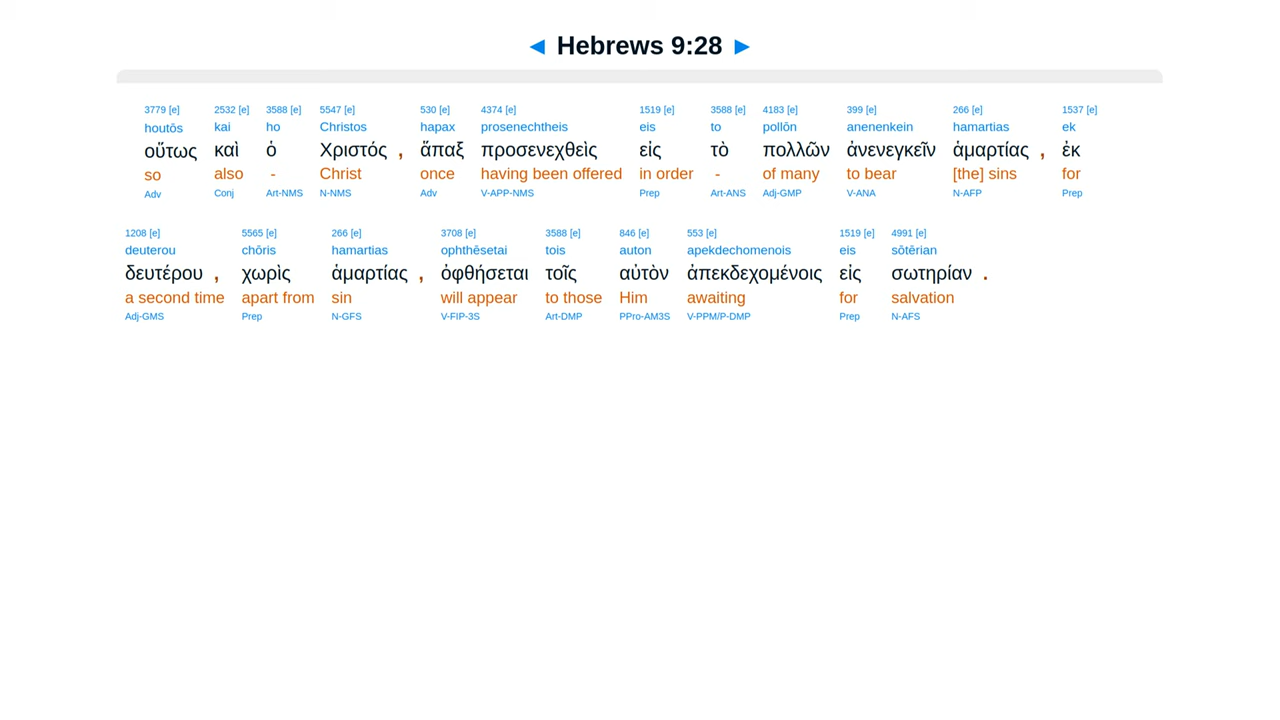 ◄ Hebrews 9:28 ►
3779 [e] 2532 [e] 3588 [e] 5547 [e] 530 [e] 4374 [e] 1519 [e] 3588 [e] 4183 [e] 399 [e] 266 [e] 1537 [e]
houtōs kai ho Christos hapax prosenechtheis eis to pollōn anenenkein hamartias ek
οὕτως καὶ ὁ Χριστός , ἅπαξ προσενεχθεὶς εἰς τὸ πολλῶν ἀνενεγκεῖν ἁμαρτίας , ἐκ
so also - Christ once having been offered in order - of many to bear [the] sins for
Adv Conj Art-NMS N-NMS Adv V-APP-NMS Prep Art-ANS Adj-GMP V-ANA N-AFP Prep
1208 [e] 5565 [e] 266 [e] 3708 [e] 3588 [e] 846 [e] 553 [e] 1519 [e] 4991 [e]
deuterou chōris hamartias ophthēsetai tois auton apekdechomenois eis sōtērian
δευτέρου , χωρὶς ἁμαρτίας , ὀφθήσεται τοῖς αὐτὸν ἀπεκδεχομένοις εἰς σωτηρίαν .
a second time apart from sin will appear to those Him awaiting for salvation
Adj-GMS Prep N-GFS V-FIP-3S Art-DMP PPro-AM3S V-PPM/P-DMP Prep N-AFS